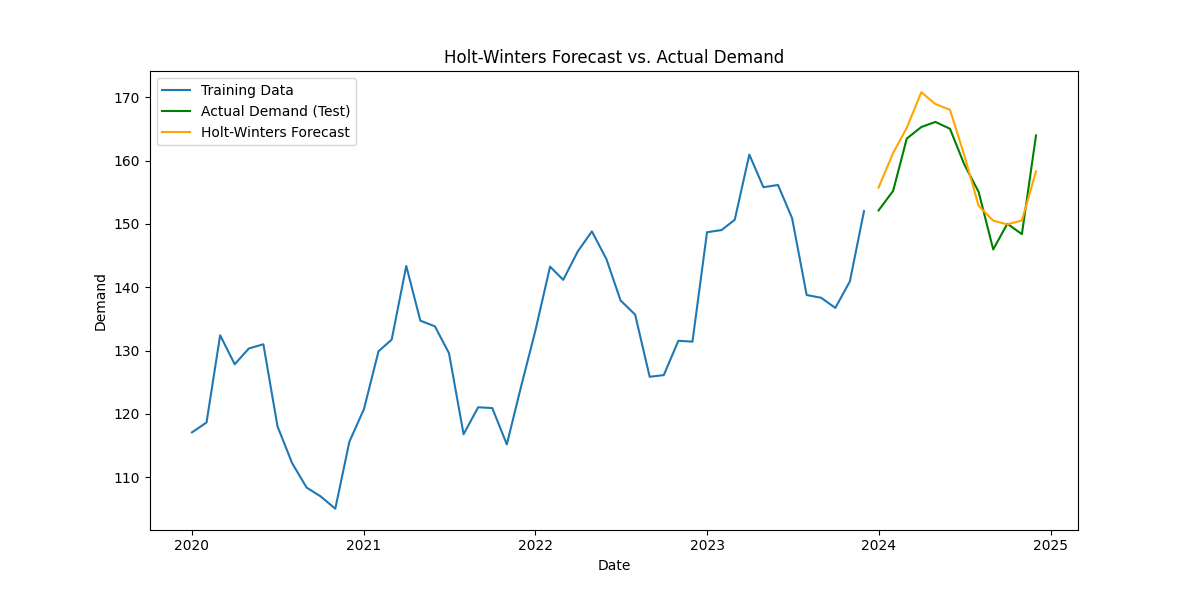 Holt-Winters Forecast vs. Actual Demand
Training Data
Actual Demand (Test)
Holt-Winters Forecast
170
160
150
140
130
120
110
Demand
2020 2021 2022 2023 2024 2025
Date